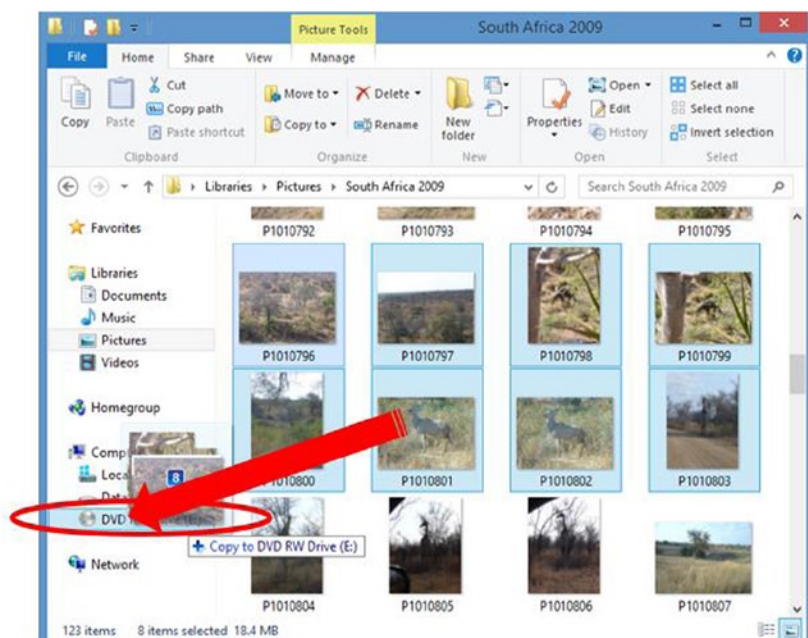 Picture Tools
South Africa 2009
File Home Share View Manage
Copy
Paste
Cut
Copy path
Paste shortcut
Clipboard
Move to
Copy to
Delete
Rename
Organize
New folder
New
Properties
Open
Edit
History
Open
Select all
Select none
Invert selection
Select
Libraries Pictures South Africa 2009
Search South Africa 2009
Favorites
Libraries
Documents
Music
Pictures
Videos
Homegroup
Network
P1010792 P1010793 P1010794 P1010795
P1010796 P1010797 P1010798 P1010799
P1010801 P1010802 P1010803
8
DVD
Copy to DVD RW Drive (E:)
P1010804 P1010805 P1010806 P1010807
123 items 8 items selected 18.4 MB